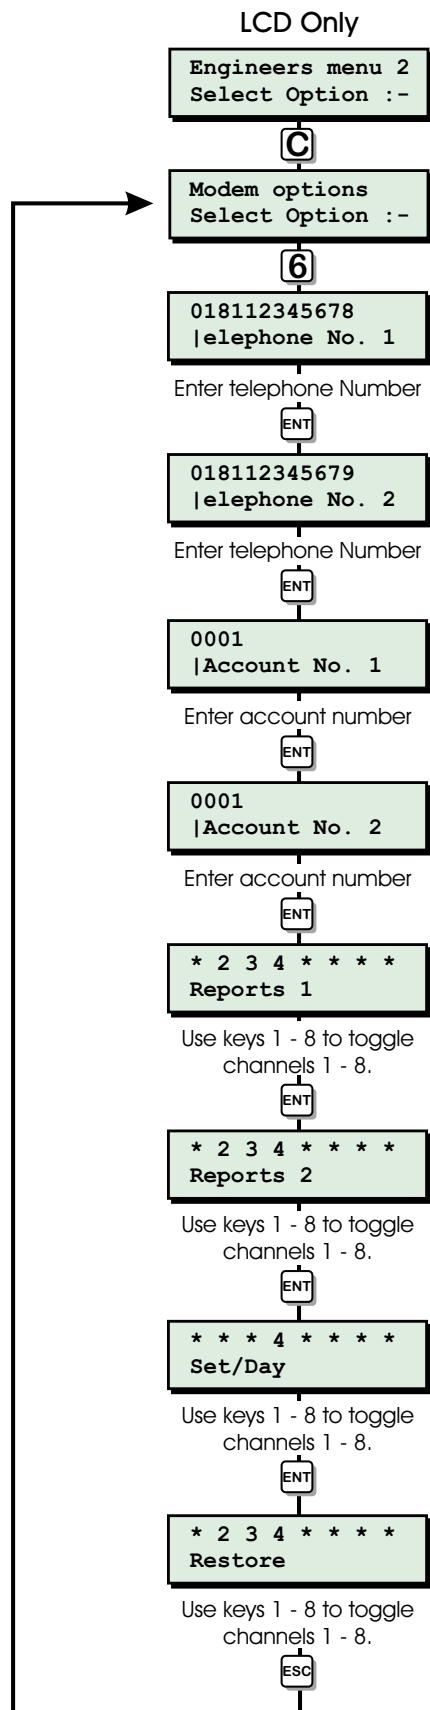 LCD Only
Engineers menu 2
Select Option :-
C
Modem options
Select Option :-
6
018112345678
|elephone No. 1
Enter telephone Number
ENT
018112345679
|elephone No. 2
Enter telephone Number
ENT
0001
|Account No. 1
Enter account number
ENT
0001
|Account No. 2
Enter account number
ENT
* 2 3 4 * * * *
Reports 1
Use keys 1 - 8 to toggle
channels 1 - 8.
ENT
* 2 3 4 * * * *
Reports 2
Use keys 1 - 8 to toggle
channels 1 - 8.
ENT
* * * 4 * * * *
Set/Day
Use keys 1 - 8 to toggle
channels 1 - 8.
ENT
* 2 3 4 * * * *
Restore
Use keys 1 - 8 to toggle
channels 1 - 8.
ESC